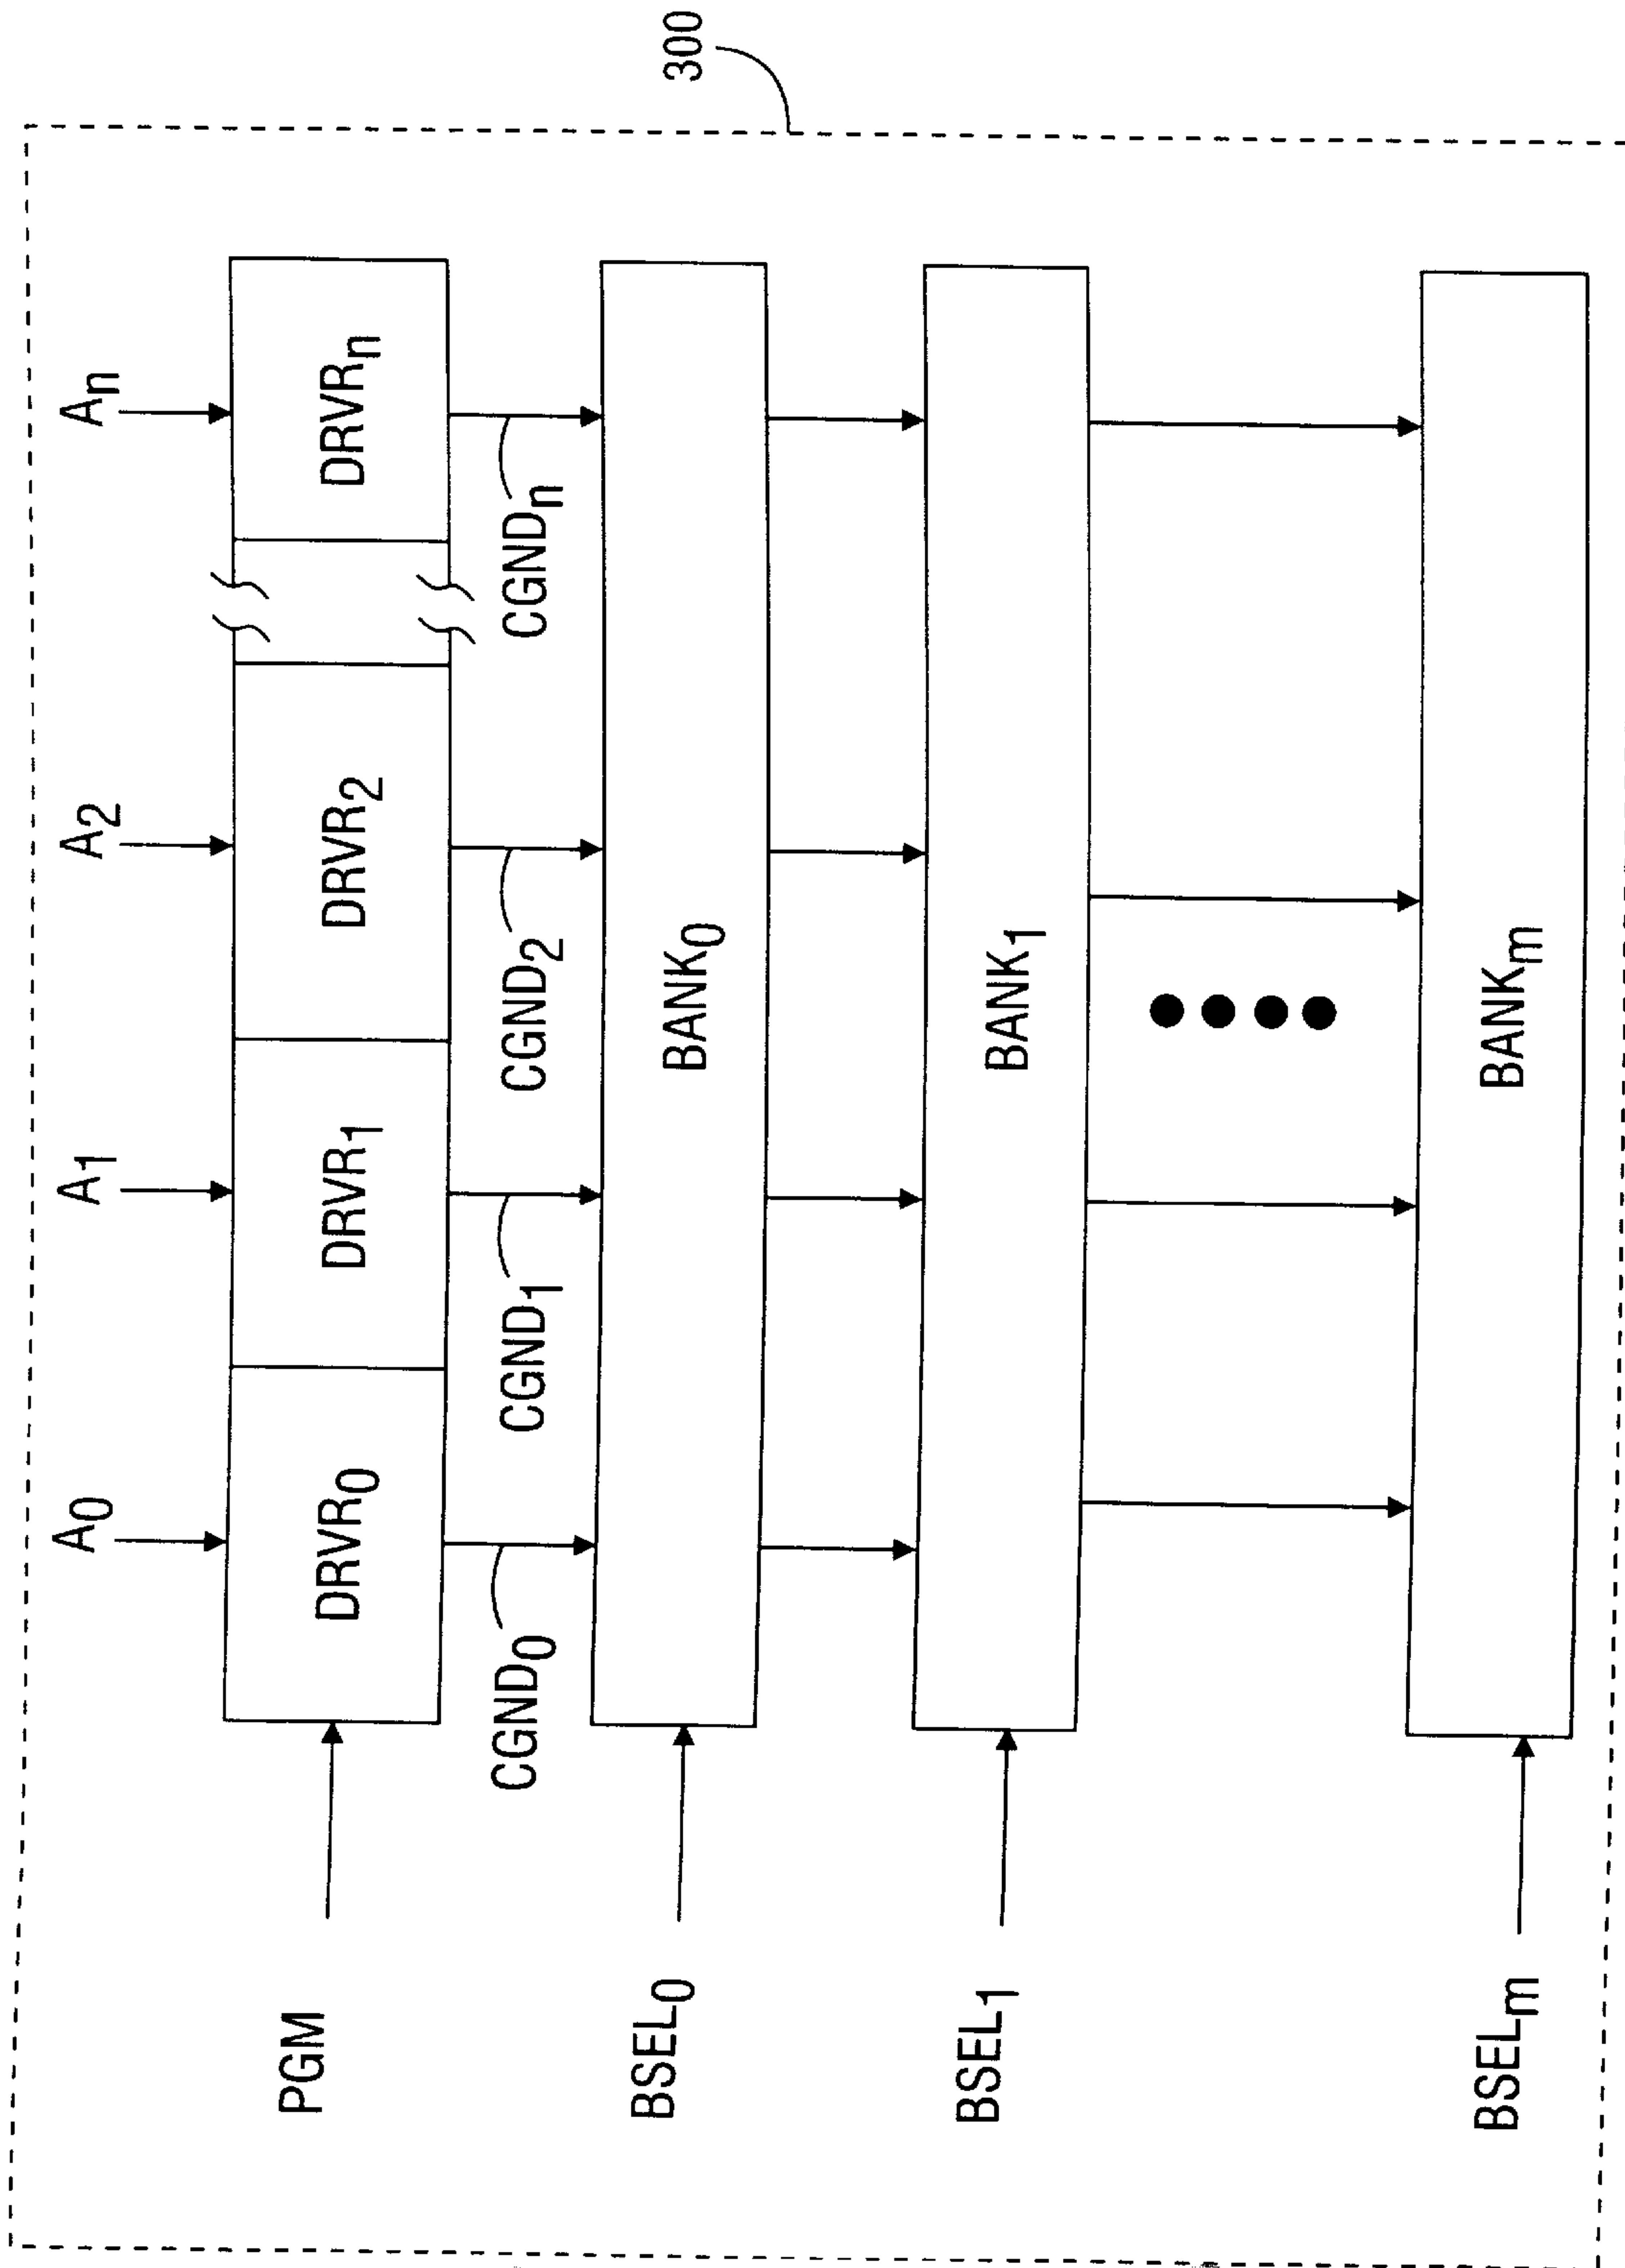 A0 A1 A2 An
PGM DRVR0 DRVR1 DRVR2 DRVRn
CGND0 CGND1 CGND2 CGNDn
BSEL0 BANK0 300
BSEL1 BANK1
BSELm BANKm